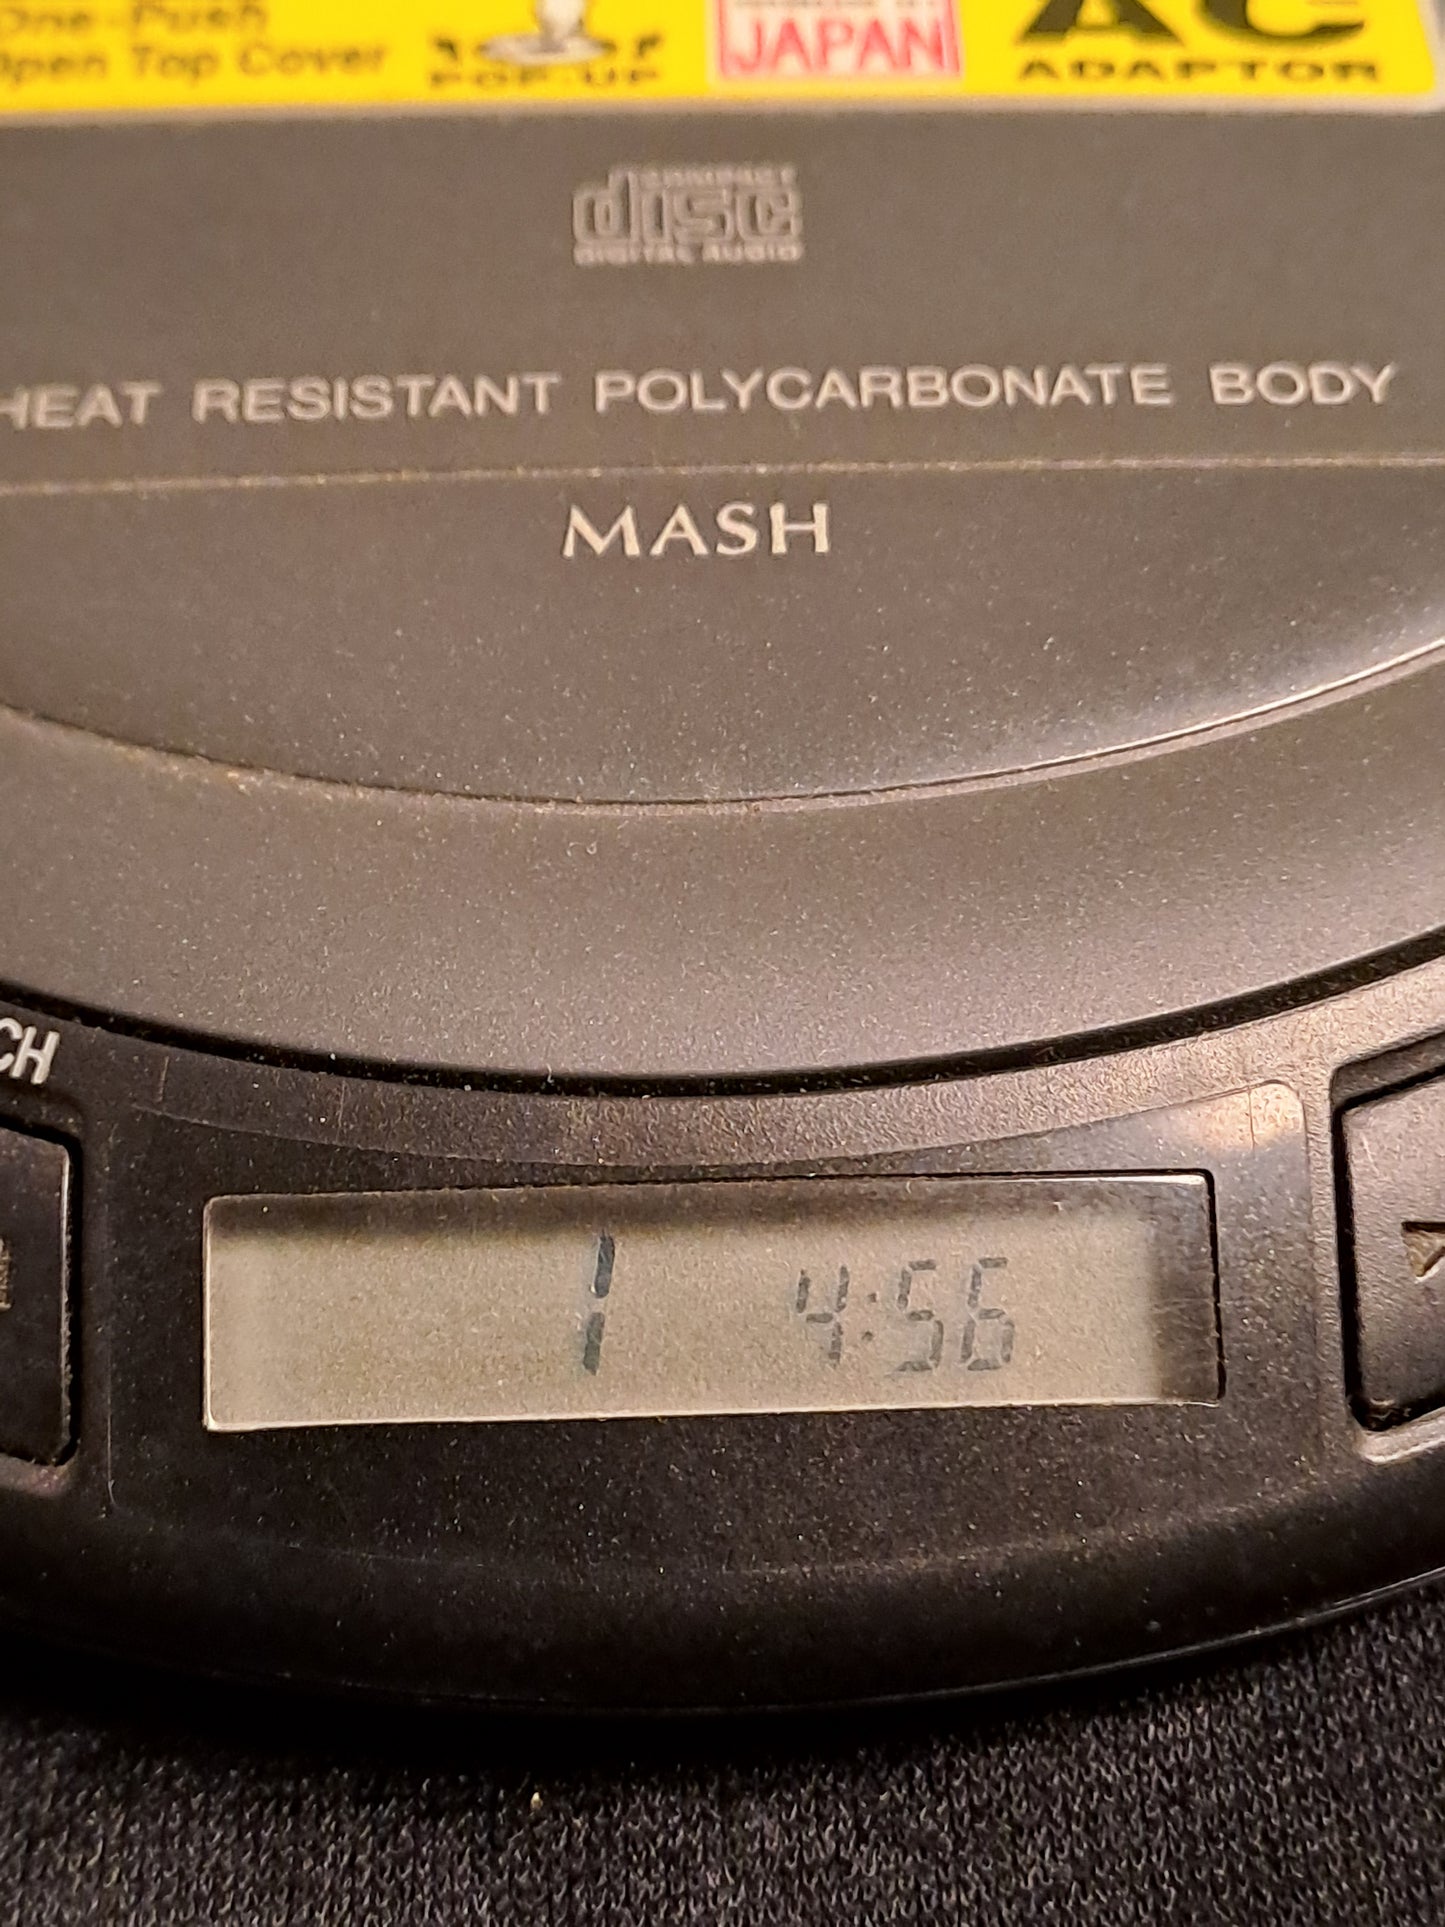 One-Push
Open Top Cover
POP-UP
JAPAN
AC
ADAPTOR
COMPACT
disc
DIGITAL AUDIO
HEAT RESISTANT POLYCARBONATE BODY
MASH
CH
1 4:56